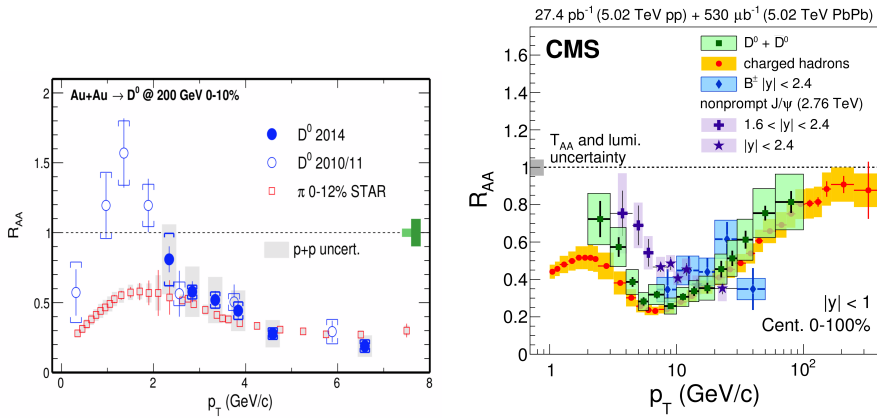 Au+Au → D⁰ @ 200 GeV 0-10%
D⁰ 2014
D⁰ 2010/11
π 0-12% STAR
p+p uncert.
R_AA
2
1.5
1
0.5
0
0 2 4 6 8
p_T (GeV/c)
27.4 pb⁻¹ (5.02 TeV pp) + 530 μb⁻¹ (5.02 TeV PbPb)
CMS
D⁰ + D̄⁰
charged hadrons
B± |y| < 2.4
nonprompt J/ψ (2.76 TeV)
1.6 < |y| < 2.4
|y| < 2.4
T_AA and lumi.
uncertainty
|y| < 1
Cent. 0-100%
R_AA
1.6
1.4
1.2
1
0.8
0.6
0.4
0.2
0
1 10 10²
p_T (GeV/c)